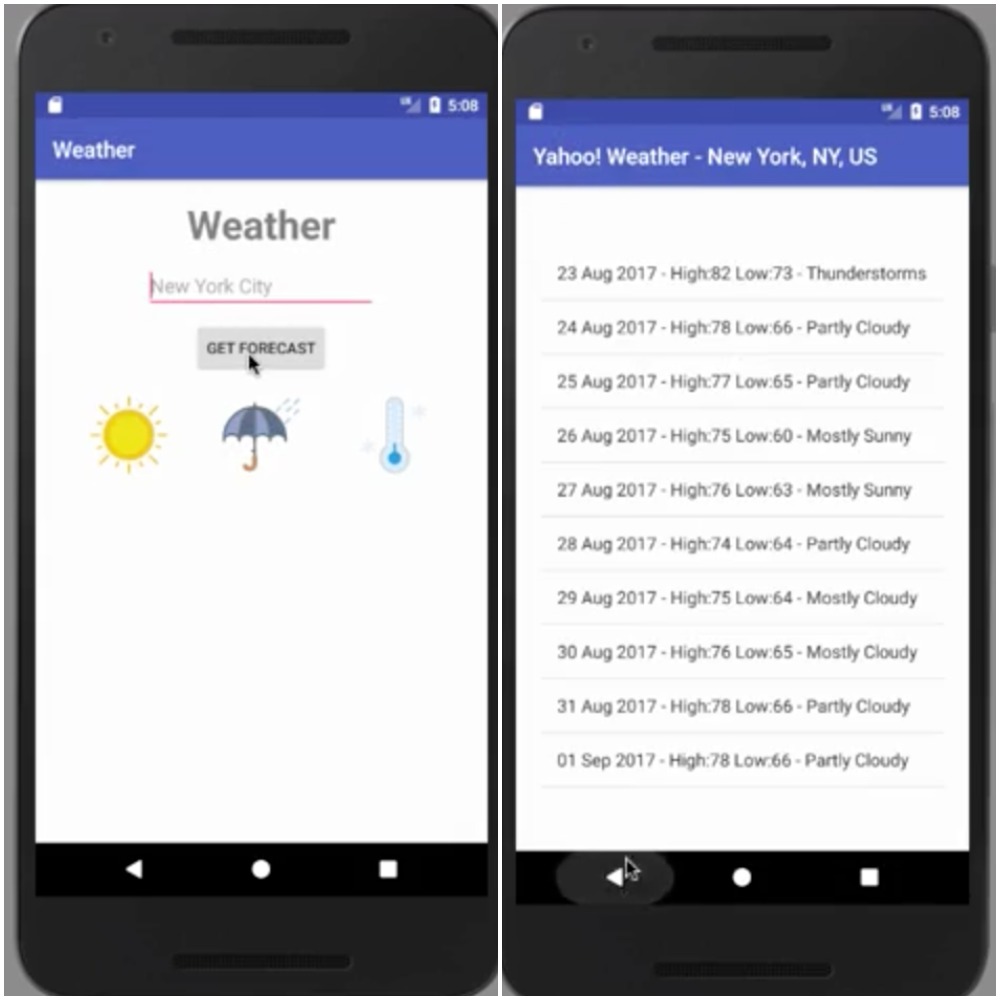 5:08
Weather
Weather
New York City
GET FORECAST
5:08
Yahoo! Weather - New York, NY, US
23 Aug 2017 - High:82 Low:73 - Thunderstorms
24 Aug 2017 - High:78 Low:66 - Partly Cloudy
25 Aug 2017 - High:77 Low:65 - Partly Cloudy
26 Aug 2017 - High:75 Low:60 - Mostly Sunny
27 Aug 2017 - High:76 Low:63 - Mostly Sunny
28 Aug 2017 - High:74 Low:64 - Partly Cloudy
29 Aug 2017 - High:75 Low:64 - Mostly Cloudy
30 Aug 2017 - High:76 Low:65 - Mostly Cloudy
31 Aug 2017 - High:78 Low:66 - Partly Cloudy
01 Sep 2017 - High:78 Low:66 - Partly Cloudy